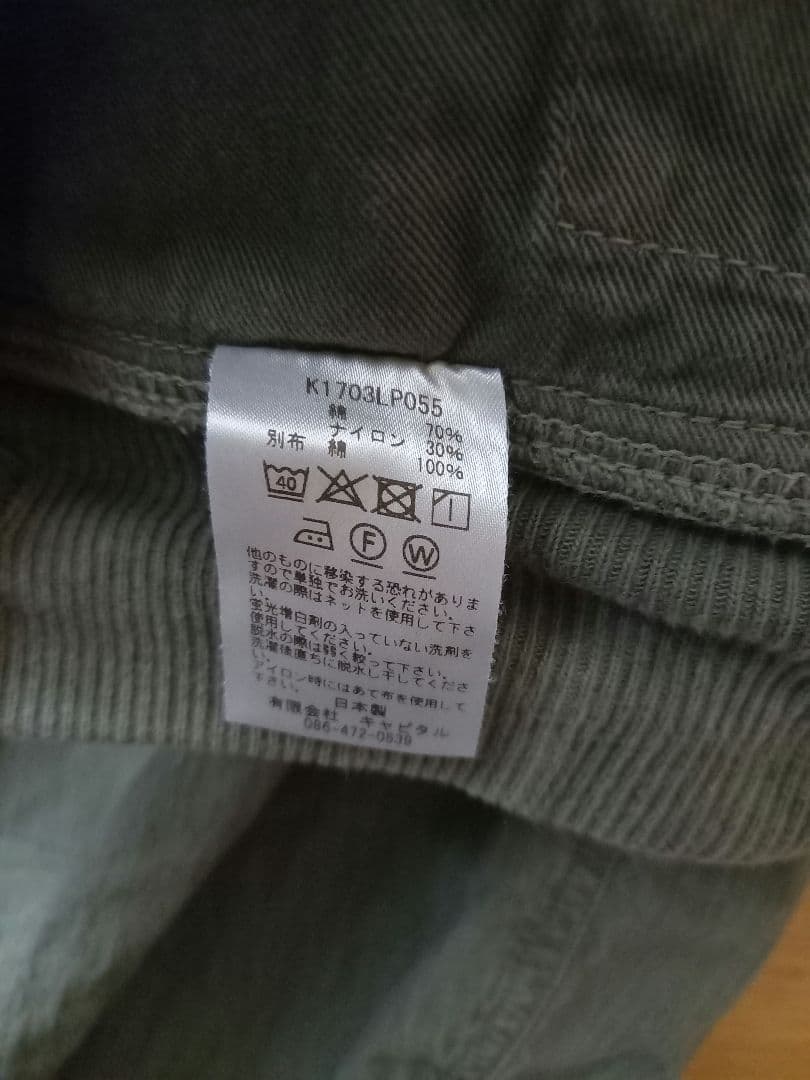 K1703LP055
綿 70%
ナイロン 30%
別布 綿 100%
40
F W
他のものに移染する恐れがありま
すので単独でお洗いください。
洗濯の際はネットを使用して下さ
い。
蛍光増白剤の入っていない洗剤を
使用してください。
脱水の際は弱く絞って下さい。
洗濯後直ちに脱水し干してくださ
い。
アイロン時にはあて布を使用して
下さい。
日本製
有限会社 キャピタル
086-472-0839